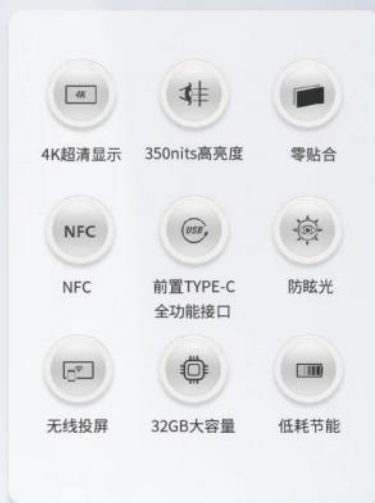 4K
4K超清显示
350nits高亮度
零贴合
NFC
NFC
USB
前置TYPE-C
全功能接口
防眩光
无线投屏
32GB大容量
低耗节能